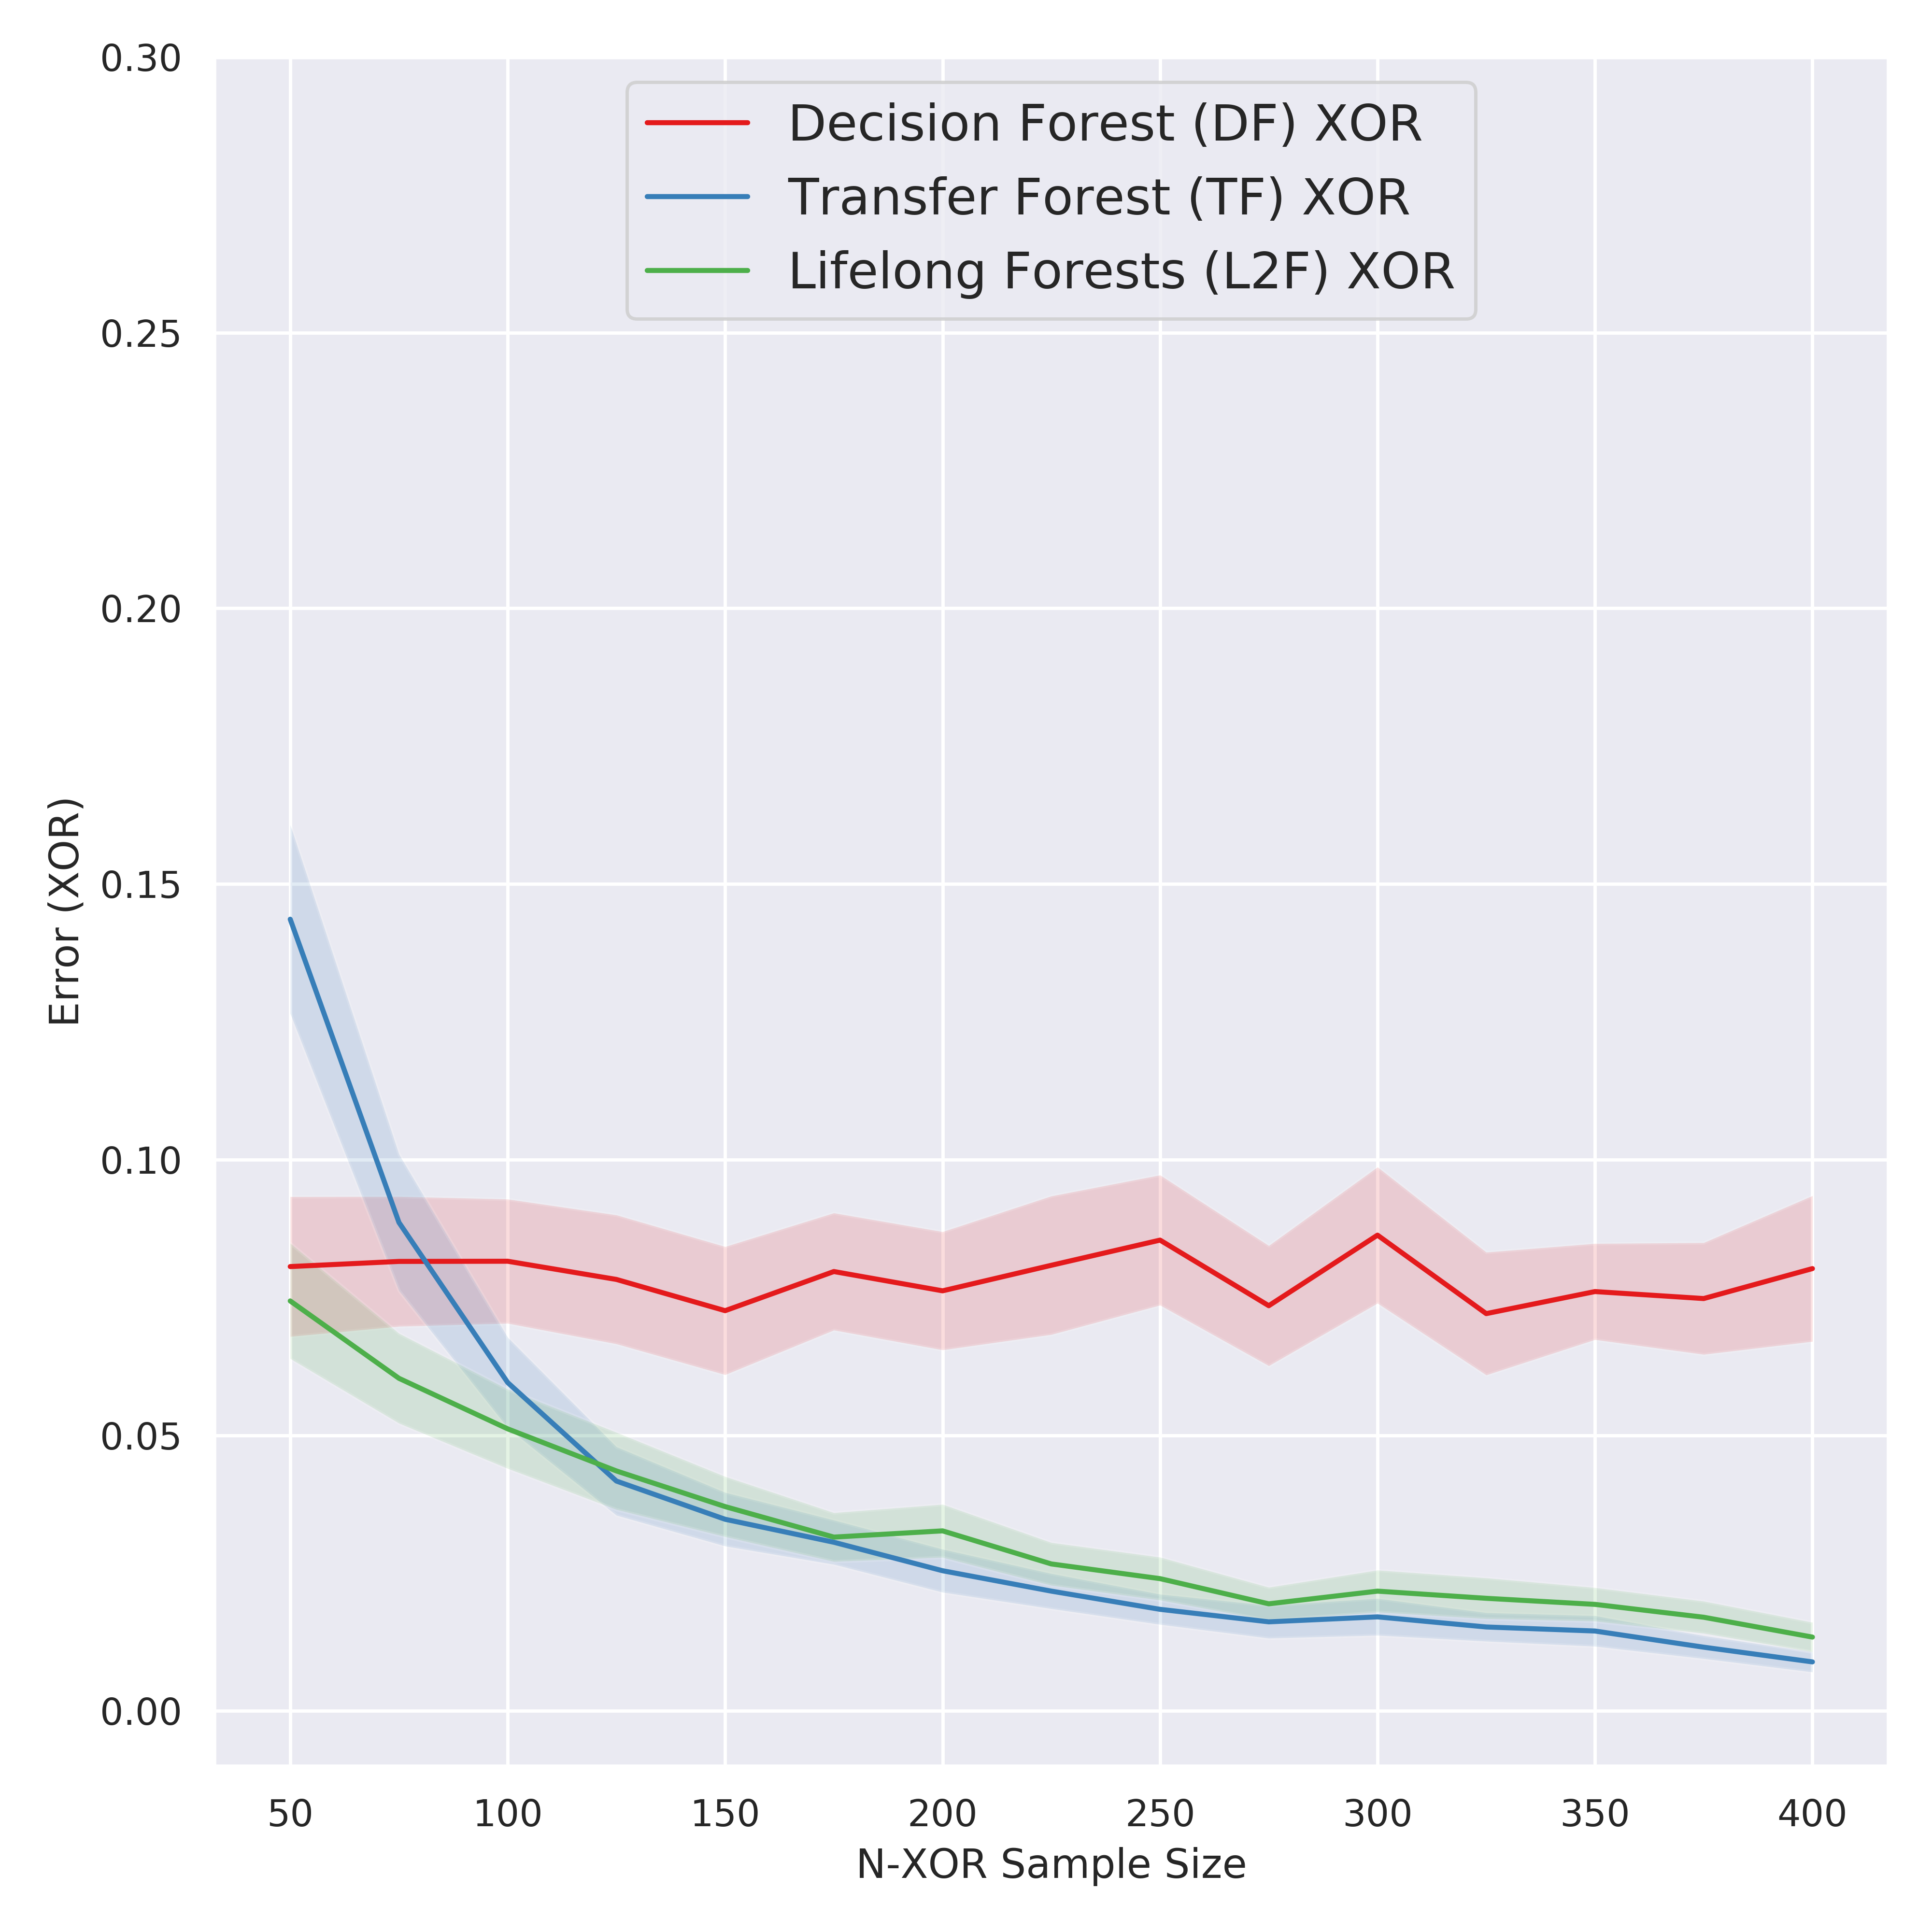 0.30
0.25
0.20
0.15
0.10
0.05
0.00
Error (XOR)
Decision Forest (DF) XOR
Transfer Forest (TF) XOR
Lifelong Forests (L2F) XOR
50 100 150 200 250 300 350 400
N-XOR Sample Size